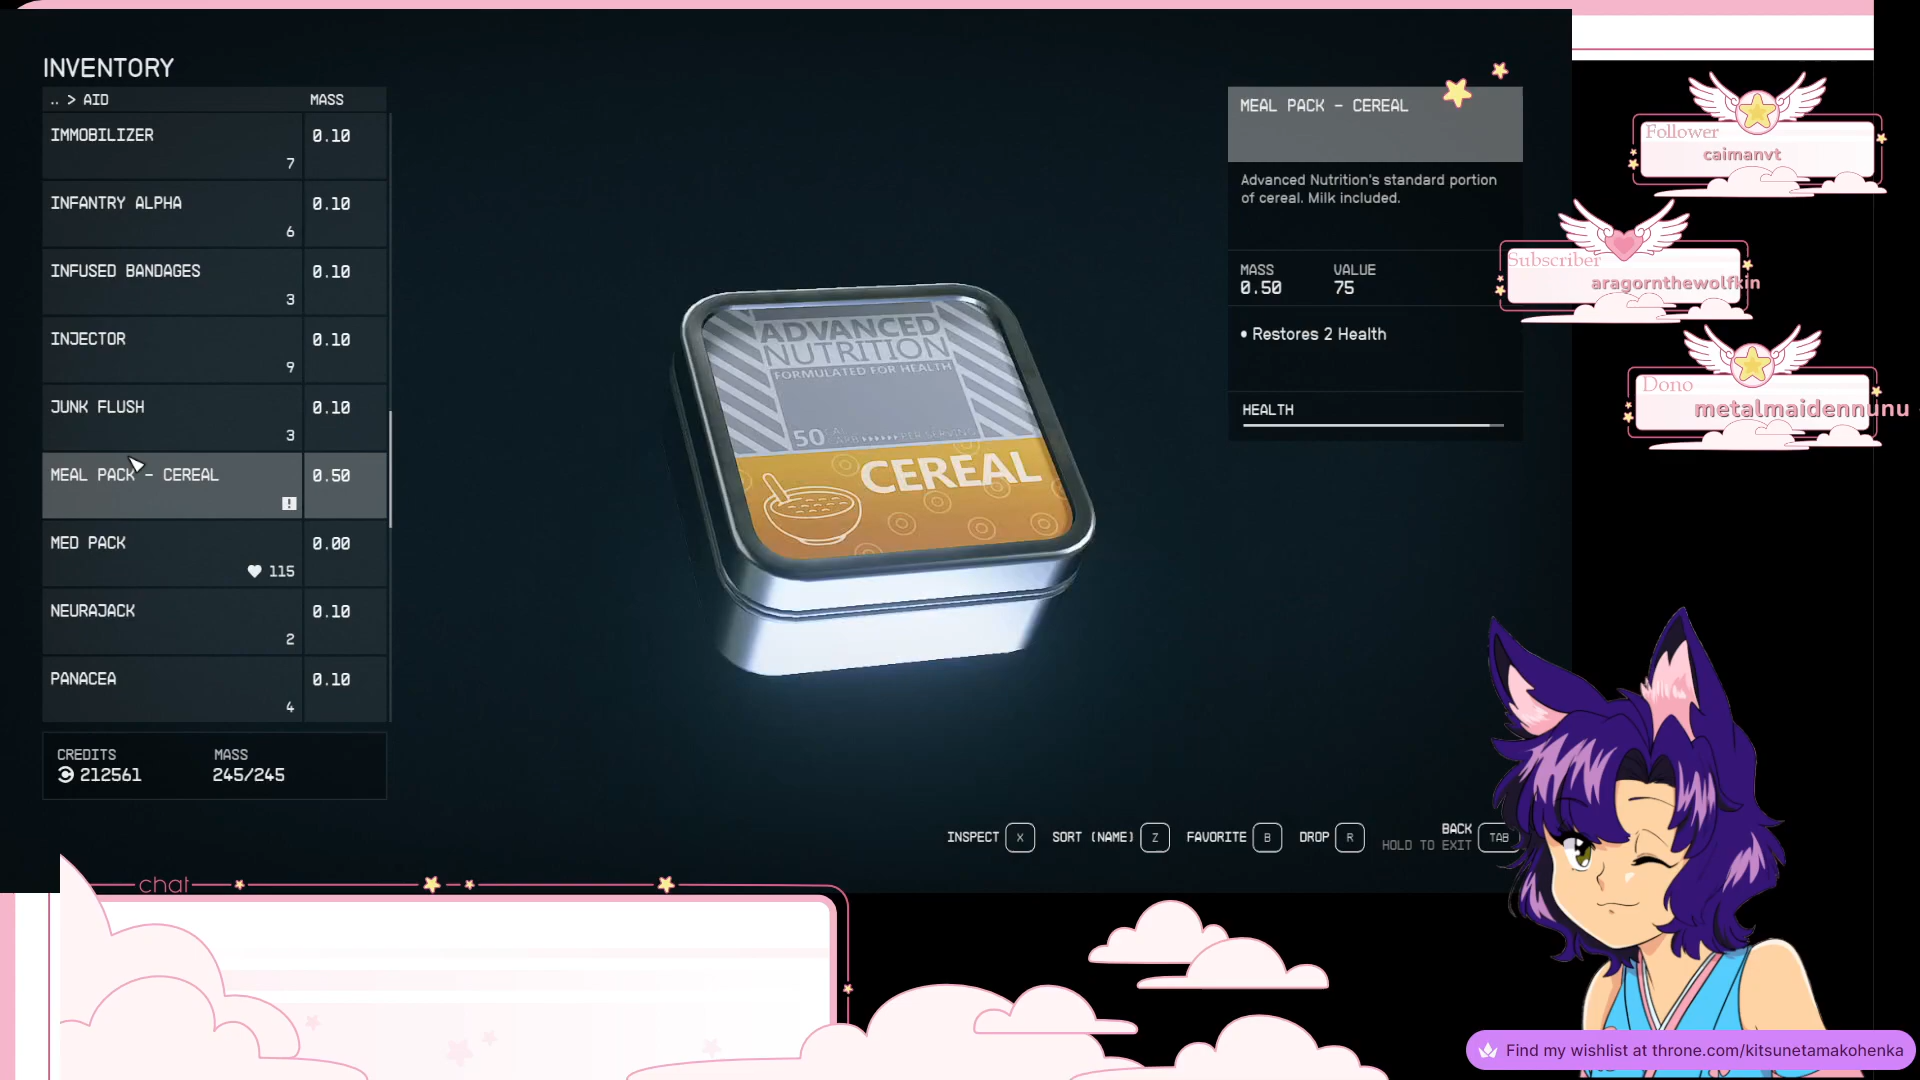 INVENTORY
.. > AID MASS
IMMOBILIZER 0.10
7
INFANTRY ALPHA 0.10
6
INFUSED BANDAGES 0.10
3
INJECTOR 0.10
9
JUNK FLUSH 0.10
3
MEAL PACK - CEREAL 0.50
!
MED PACK 0.00
115
NEURAJACK 0.10
2
PANACEA 0.10
4
CREDITS MASS
212561 245/245
ADVANCED
NUTRITION
FORMULATED FOR HEALTH
50 CAL
CARB PER SERVING
CEREAL
MEAL PACK - CEREAL
Advanced Nutrition's standard portion
of cereal. Milk included.
MASS VALUE
0.50 75
• Restores 2 Health
HEALTH
INSPECT X SORT (NAME) Z FAVORITE B DROP R BACK TAB
HOLD TO EXIT
Follower
caimanvt
Subscriber
aragornthewolfkin
Dono
metalmaidennunu
chat
Find my wishlist at throne.com/kitsunetamakohenka